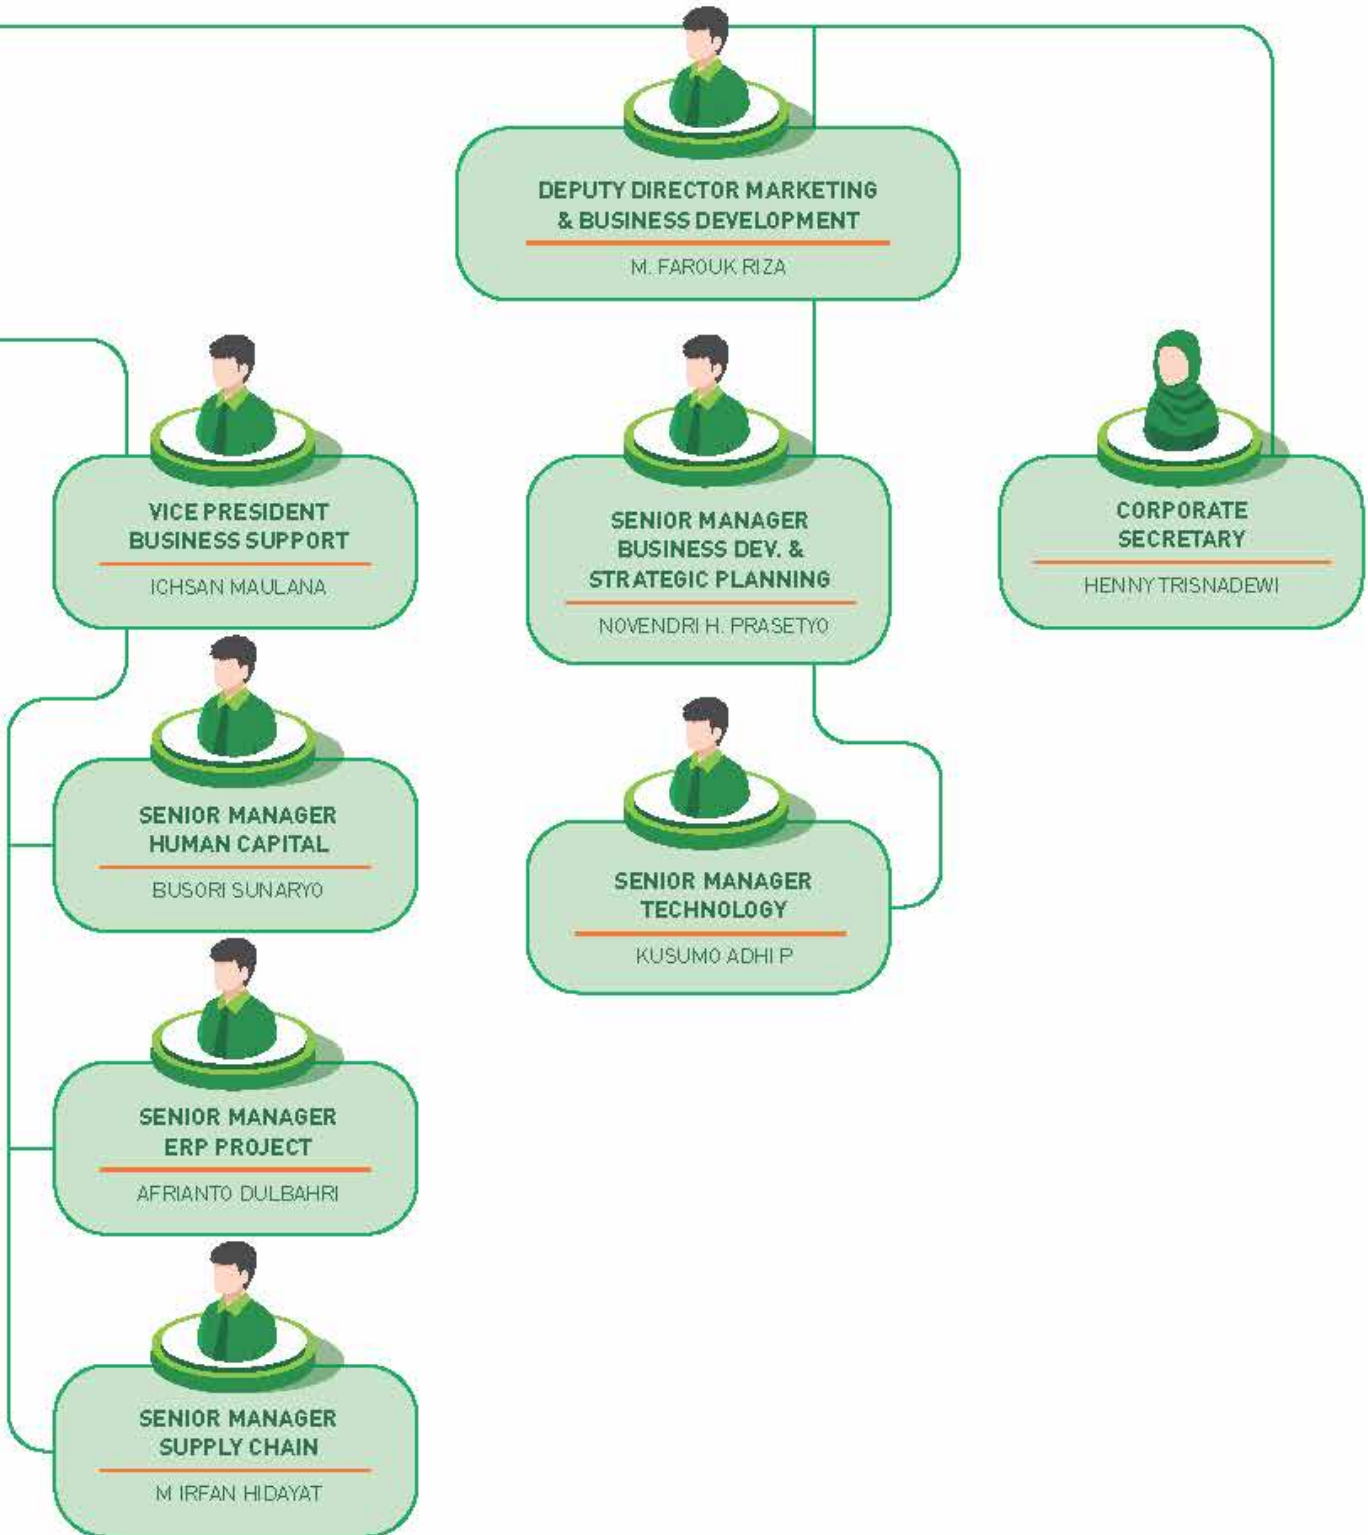 DEPUTY DIRECTOR MARKETING
& BUSINESS DEVELOPMENT
M. FAROUK RIZA
VICE PRESIDENT
BUSINESS SUPPORT
ICHSAN MAULANA
SENIOR MANAGER
BUSINESS DEV. &
STRATEGIC PLANNING
NOVENDRI H. PRASETYO
CORPORATE
SECRETARY
HENNY TRISNADEWI
SENIOR MANAGER
HUMAN CAPITAL
BUSORI SUNARYO
SENIOR MANAGER
TECHNOLOGY
KUSUMO ADHI P
SENIOR MANAGER
ERP PROJECT
AFRIANTO DULBAHRI
SENIOR MANAGER
SUPPLY CHAIN
M IRFAN HIDAYAT